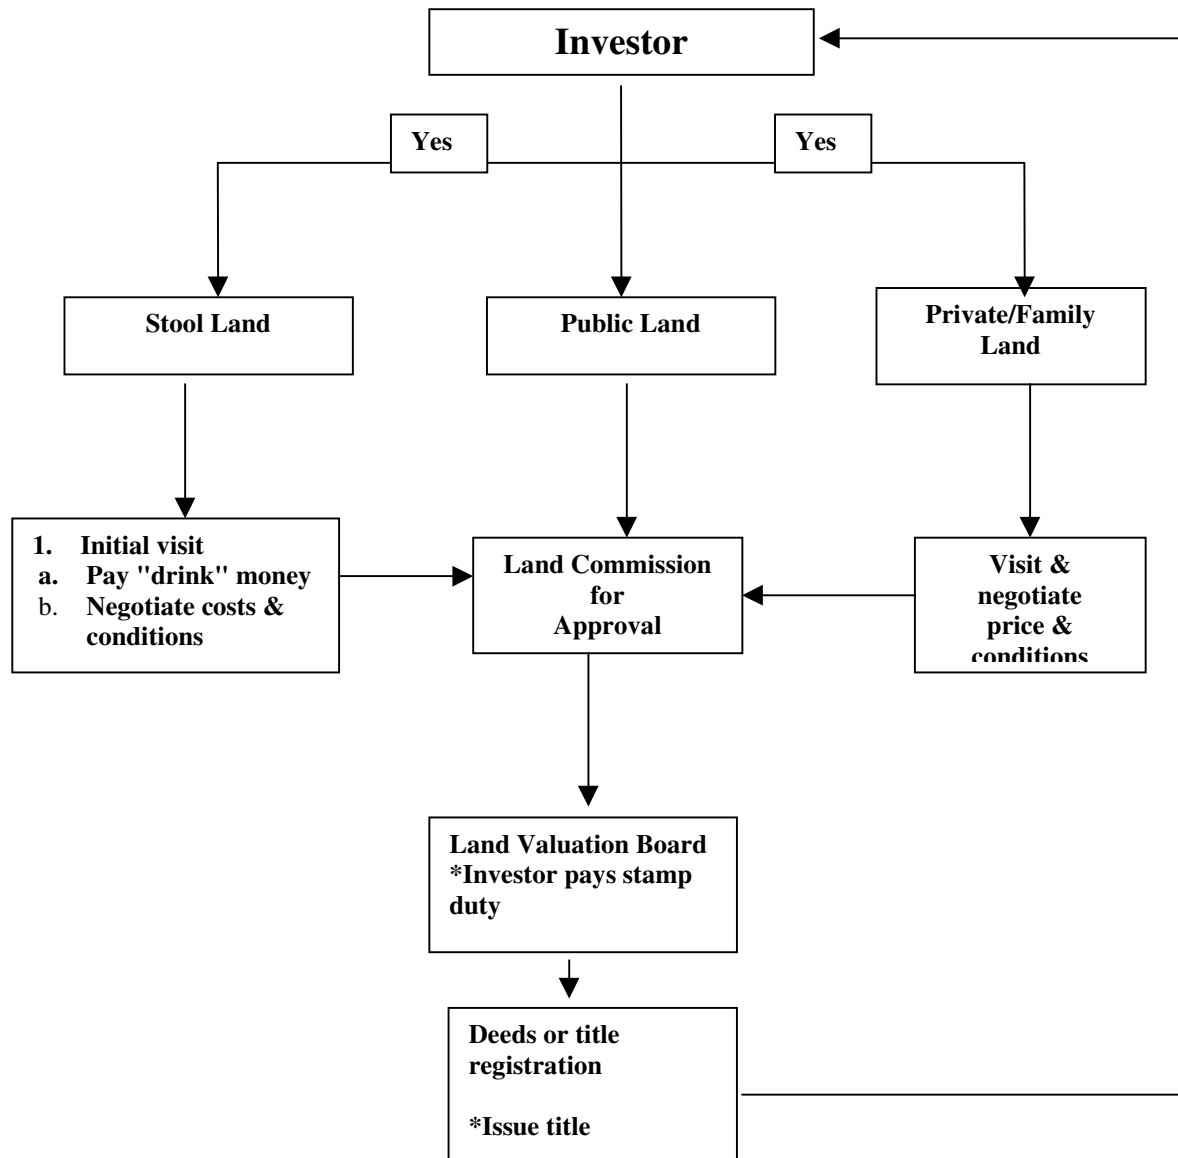 Investor
Yes
Yes
Stool Land
Public Land
Private/Family
Land
1. Initial visit
a. Pay "drink" money
b. Negotiate costs &
conditions
Land Commission
for
Approval
Visit &
negotiate
price &
conditions
Land Valuation Board
*Investor pays stamp
duty
Deeds or title
registration
*Issue title